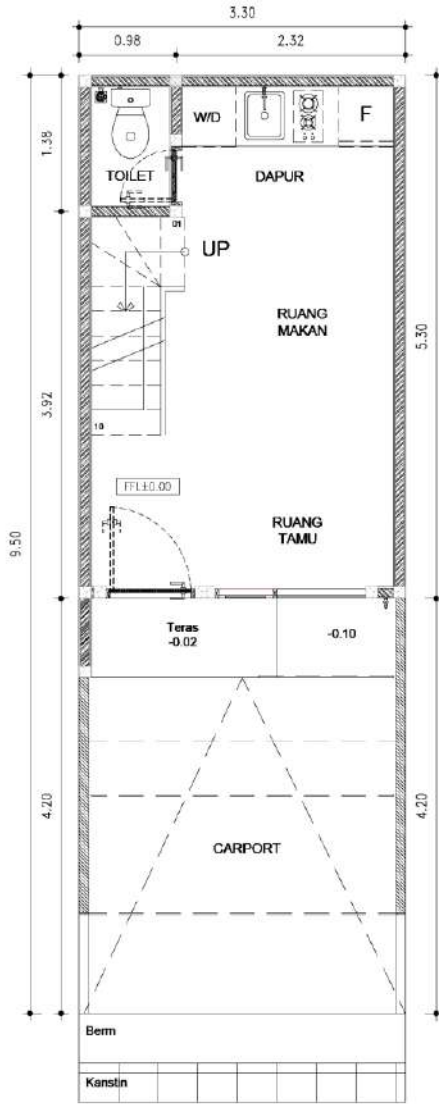 3.30
0.98
2.32
1.38
W/D
F
TOILET
DAPUR
01
UP
RUANG
MAKAN
5.30
3.92
9.50
10
FFL±0.00
RUANG
TAMU
Teras
-0.02
-0.10
4.20
4.20
CARPORT
Berm
Kanstin